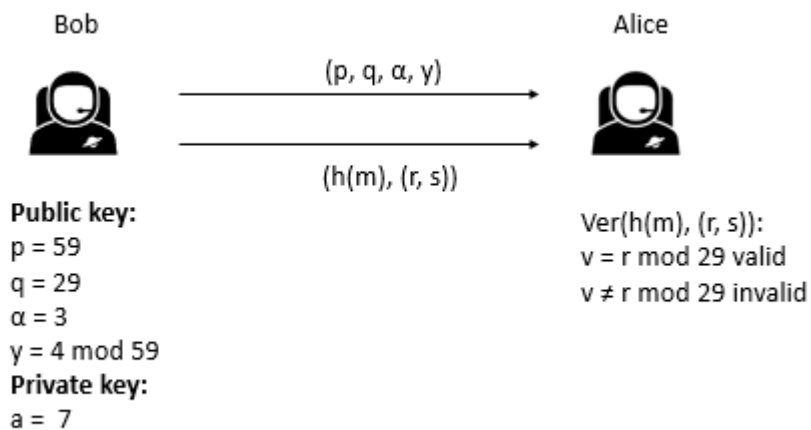 Bob
Alice
(p, q, α, y)
(h(m), (r, s))
Public key:
p = 59
q = 29
α = 3
y = 4 mod 59
Private key:
a = 7
Ver(h(m), (r, s)):
v = r mod 29 valid
v ≠ r mod 29 invalid